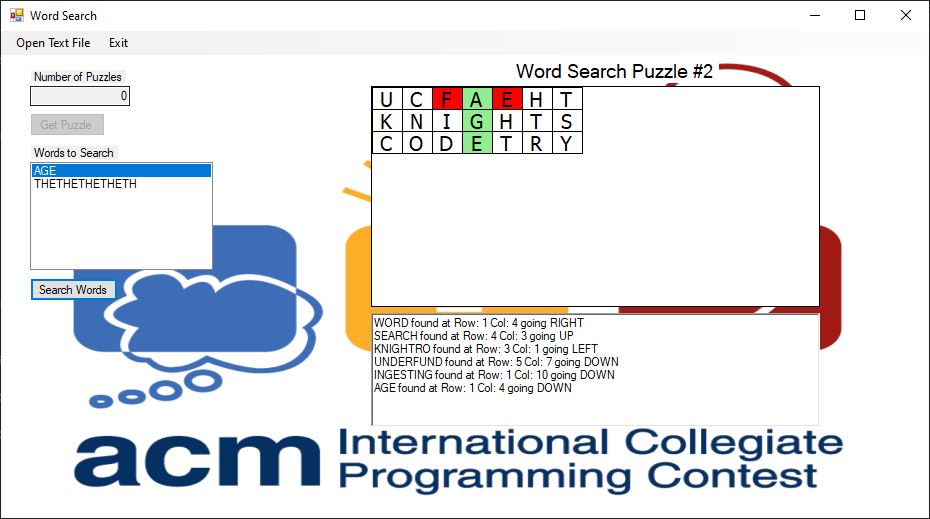 Word Search
Open Text File Exit
Number of Puzzles
0
Get Puzzle
Words to Search
AGE
THETHETHETHETH
Search Words
Word Search Puzzle #2
U C F A E H T
K N I G H T S
C O D E T R Y
WORD found at Row: 1 Col: 4 going RIGHT
SEARCH found at Row: 4 Col: 3 going UP
KNIGHTRO found at Row: 3 Col: 1 going LEFT
UNDERFUND found at Row: 5 Col: 7 going DOWN
INGESTING found at Row: 1 Col: 10 going DOWN
AGE found at Row: 1 Col: 4 going DOWN
acm International Collegiate
Programming Contest